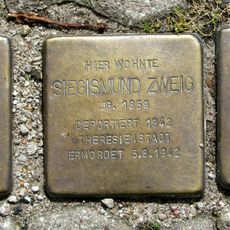 HIER WOHNTE
SIEGISMUND ZWEIG
JG. 1869
DEPORTIERT 1942
THERESIENSTADT
ERMORDET 5.8.1942